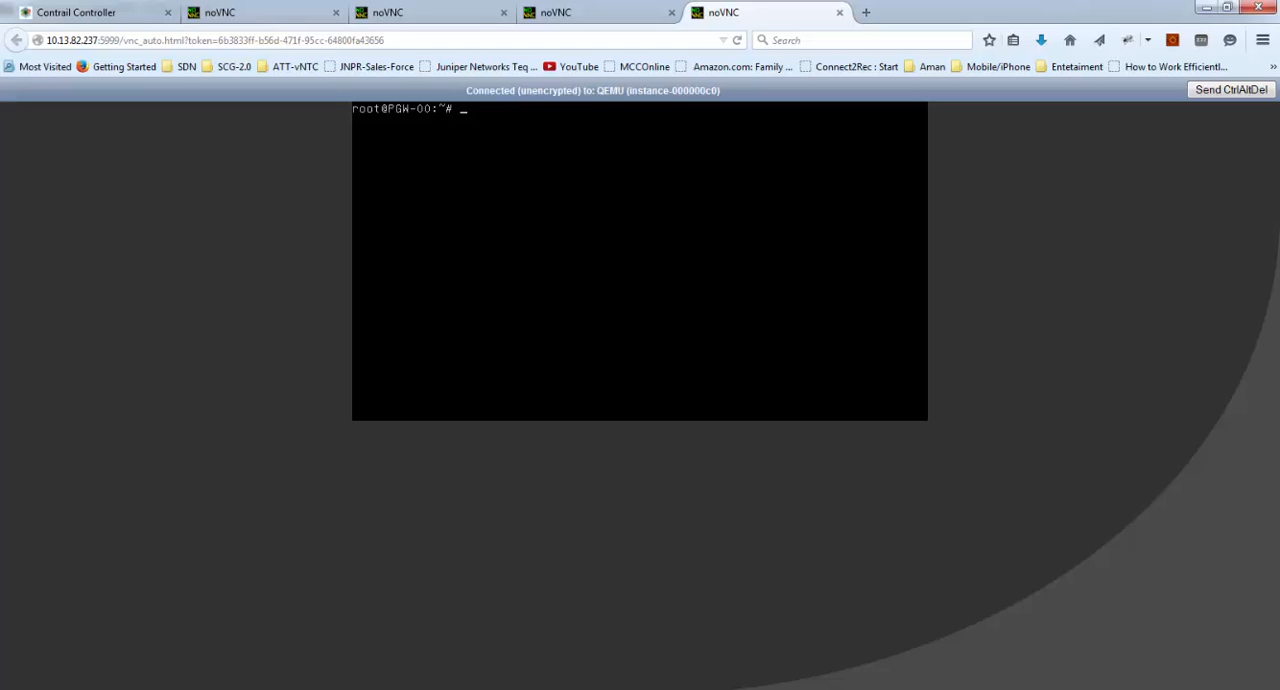 Contrail Controller noVNC noVNC noVNC noVNC
10.13.82.237:5999/vnc_auto.html?token=6b3833ff-b56d-471f-95cc-64800fa43656 Search
Most Visited Getting Started SDN SCG-2.0 ATT-vNTC JNPR-Sales-Force Juniper Networks Teq ... YouTube MCCOnline Amazon.com: Family ... Connect2Rec : Start Aman Mobile/iPhone Entetaiment How to Work Efficientl... »
Connected (unencrypted) to: QEMU (instance-000000c0) Send CtrlAltDel
root@PGW-00:~# _